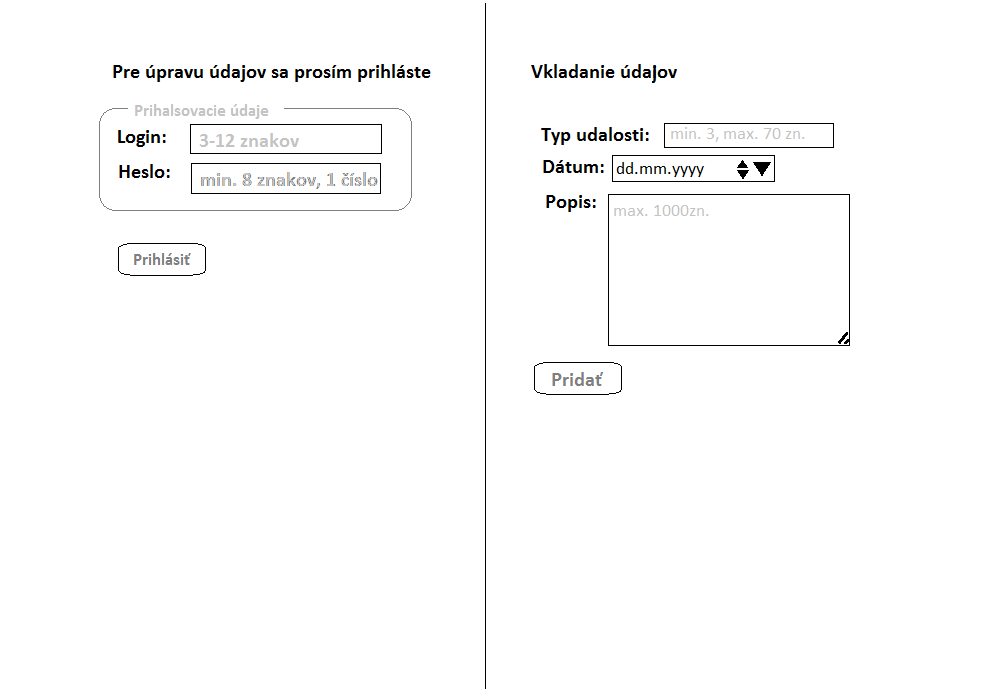 Pre úpravu údajov sa prosím prihláste
Prihalsovacie údaje
Login: 3-12 znakov
Heslo: min. 8 znakov, 1 číslo
Prihlásiť
Vkladanie údajov
Typ udalosti: min. 3, max. 70 zn.
Dátum: dd.mm.yyyy
Popis: max. 1000zn.
Pridať